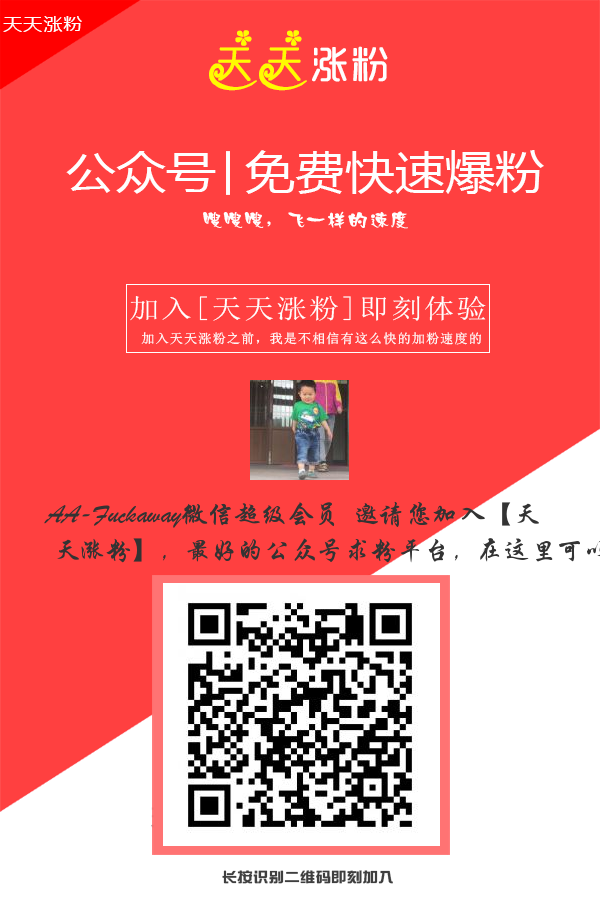 天天涨粉
天天涨粉
公众号|免费快速爆粉
嗖嗖嗖，飞一样的速度
加入[天天涨粉]即刻体验
加入天天涨粉之前，我是不相信有这么快的加粉速度的
AA-Fuckaway微信超级会员 邀请您加入【天
天涨粉】，最好的公众号求粉平台，在这里可
长按识别二维码即刻加入